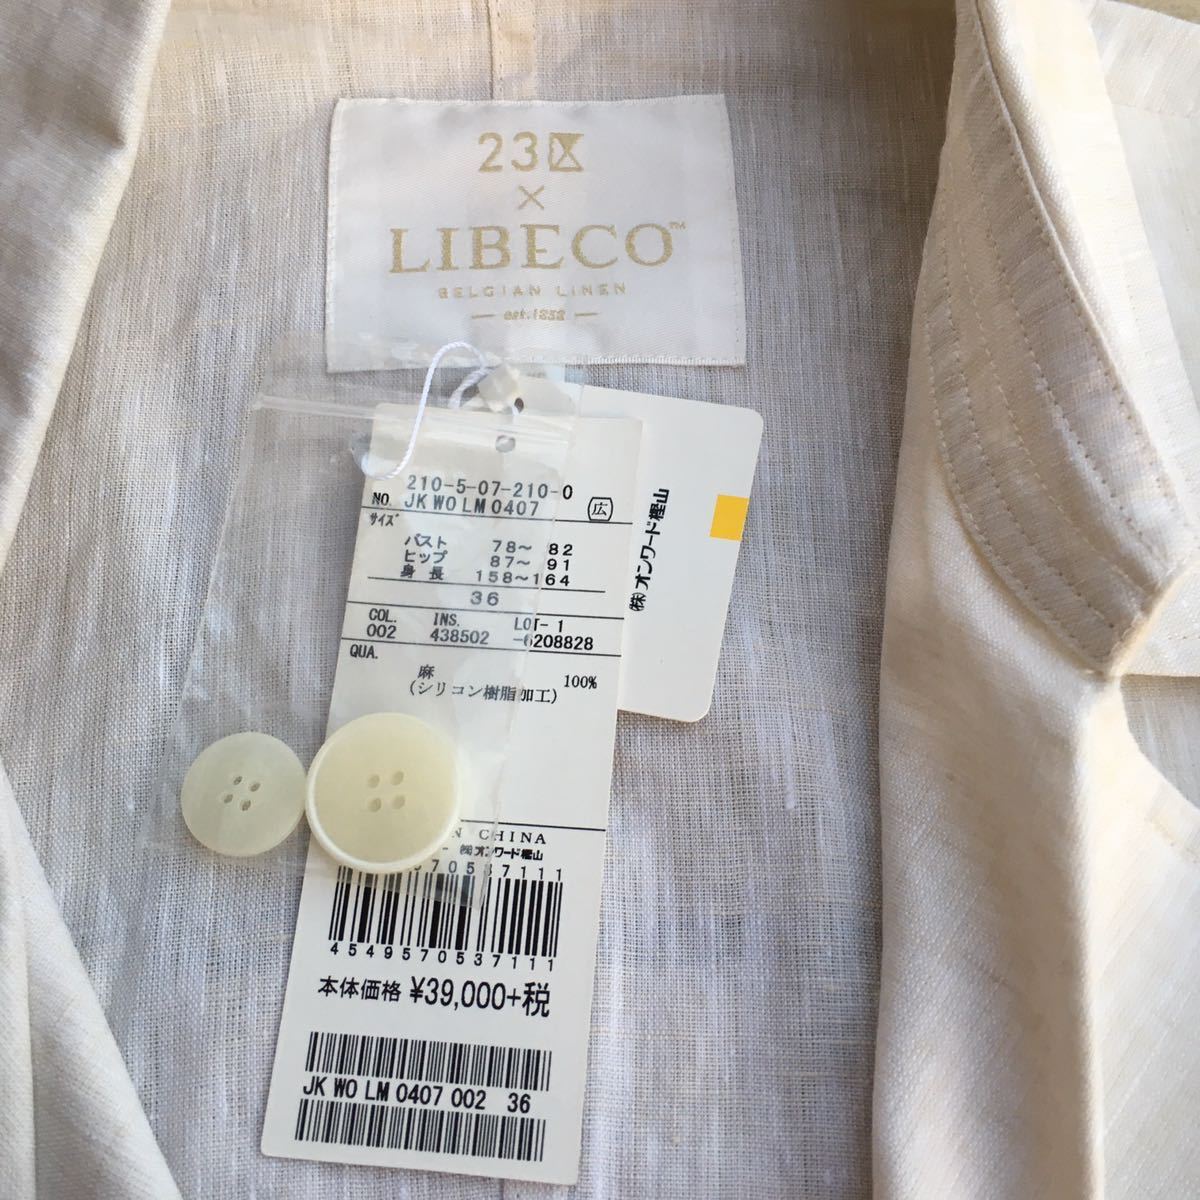 23区
×
LIBECO™
BELGIAN LINEN
est. 1858
210-5-07-210-0
NO. JK WO LM 0407 広
サイズ
バスト 78〜 82
ヒップ 87〜 91
身長 158〜164
36
COL. INS. LOT- 1
002 438502 -6208828
QUA.
麻 100%
(シリコン樹脂加工)
㈱オンワード樫山
IN CHINA
㈱オンワード樫山
70537111
4549570537111
本体価格 ¥39,000+税
JK WO LM 0407 002 36